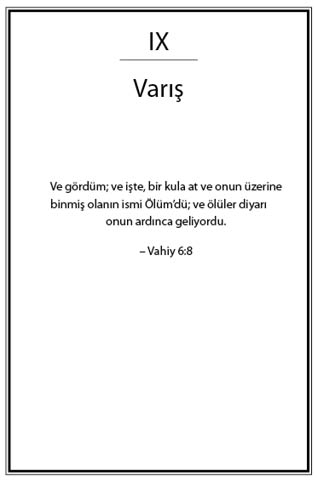 IX
Varış
Ve gördüm; ve işte, bir kula at ve onun üzerine
binmiş olanın ismi Ölüm’dü; ve ölüler diyarı
onun ardınca geliyordu.
– Vahiy 6:8